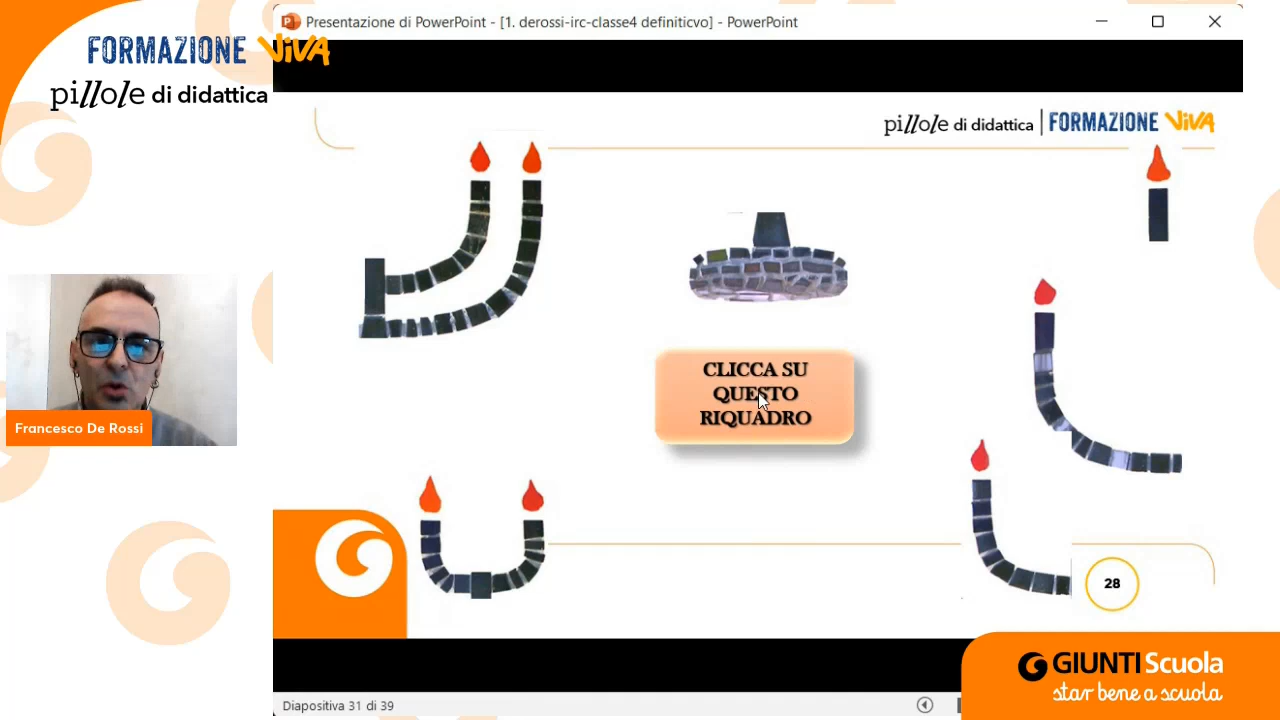 FORMAZIONE VIVA
pillole di didattica
Presentazione di PowerPoint - [1. derossi-irc-classe4 definiticvo] - PowerPoint
pillole di didattica | FORMAZIONE VIVA
CLICCA SU
QUESTO
RIQUADRO
Francesco De Rossi
28
GIUNTI Scuola
star bene a scuola
Diapositiva 31 di 39